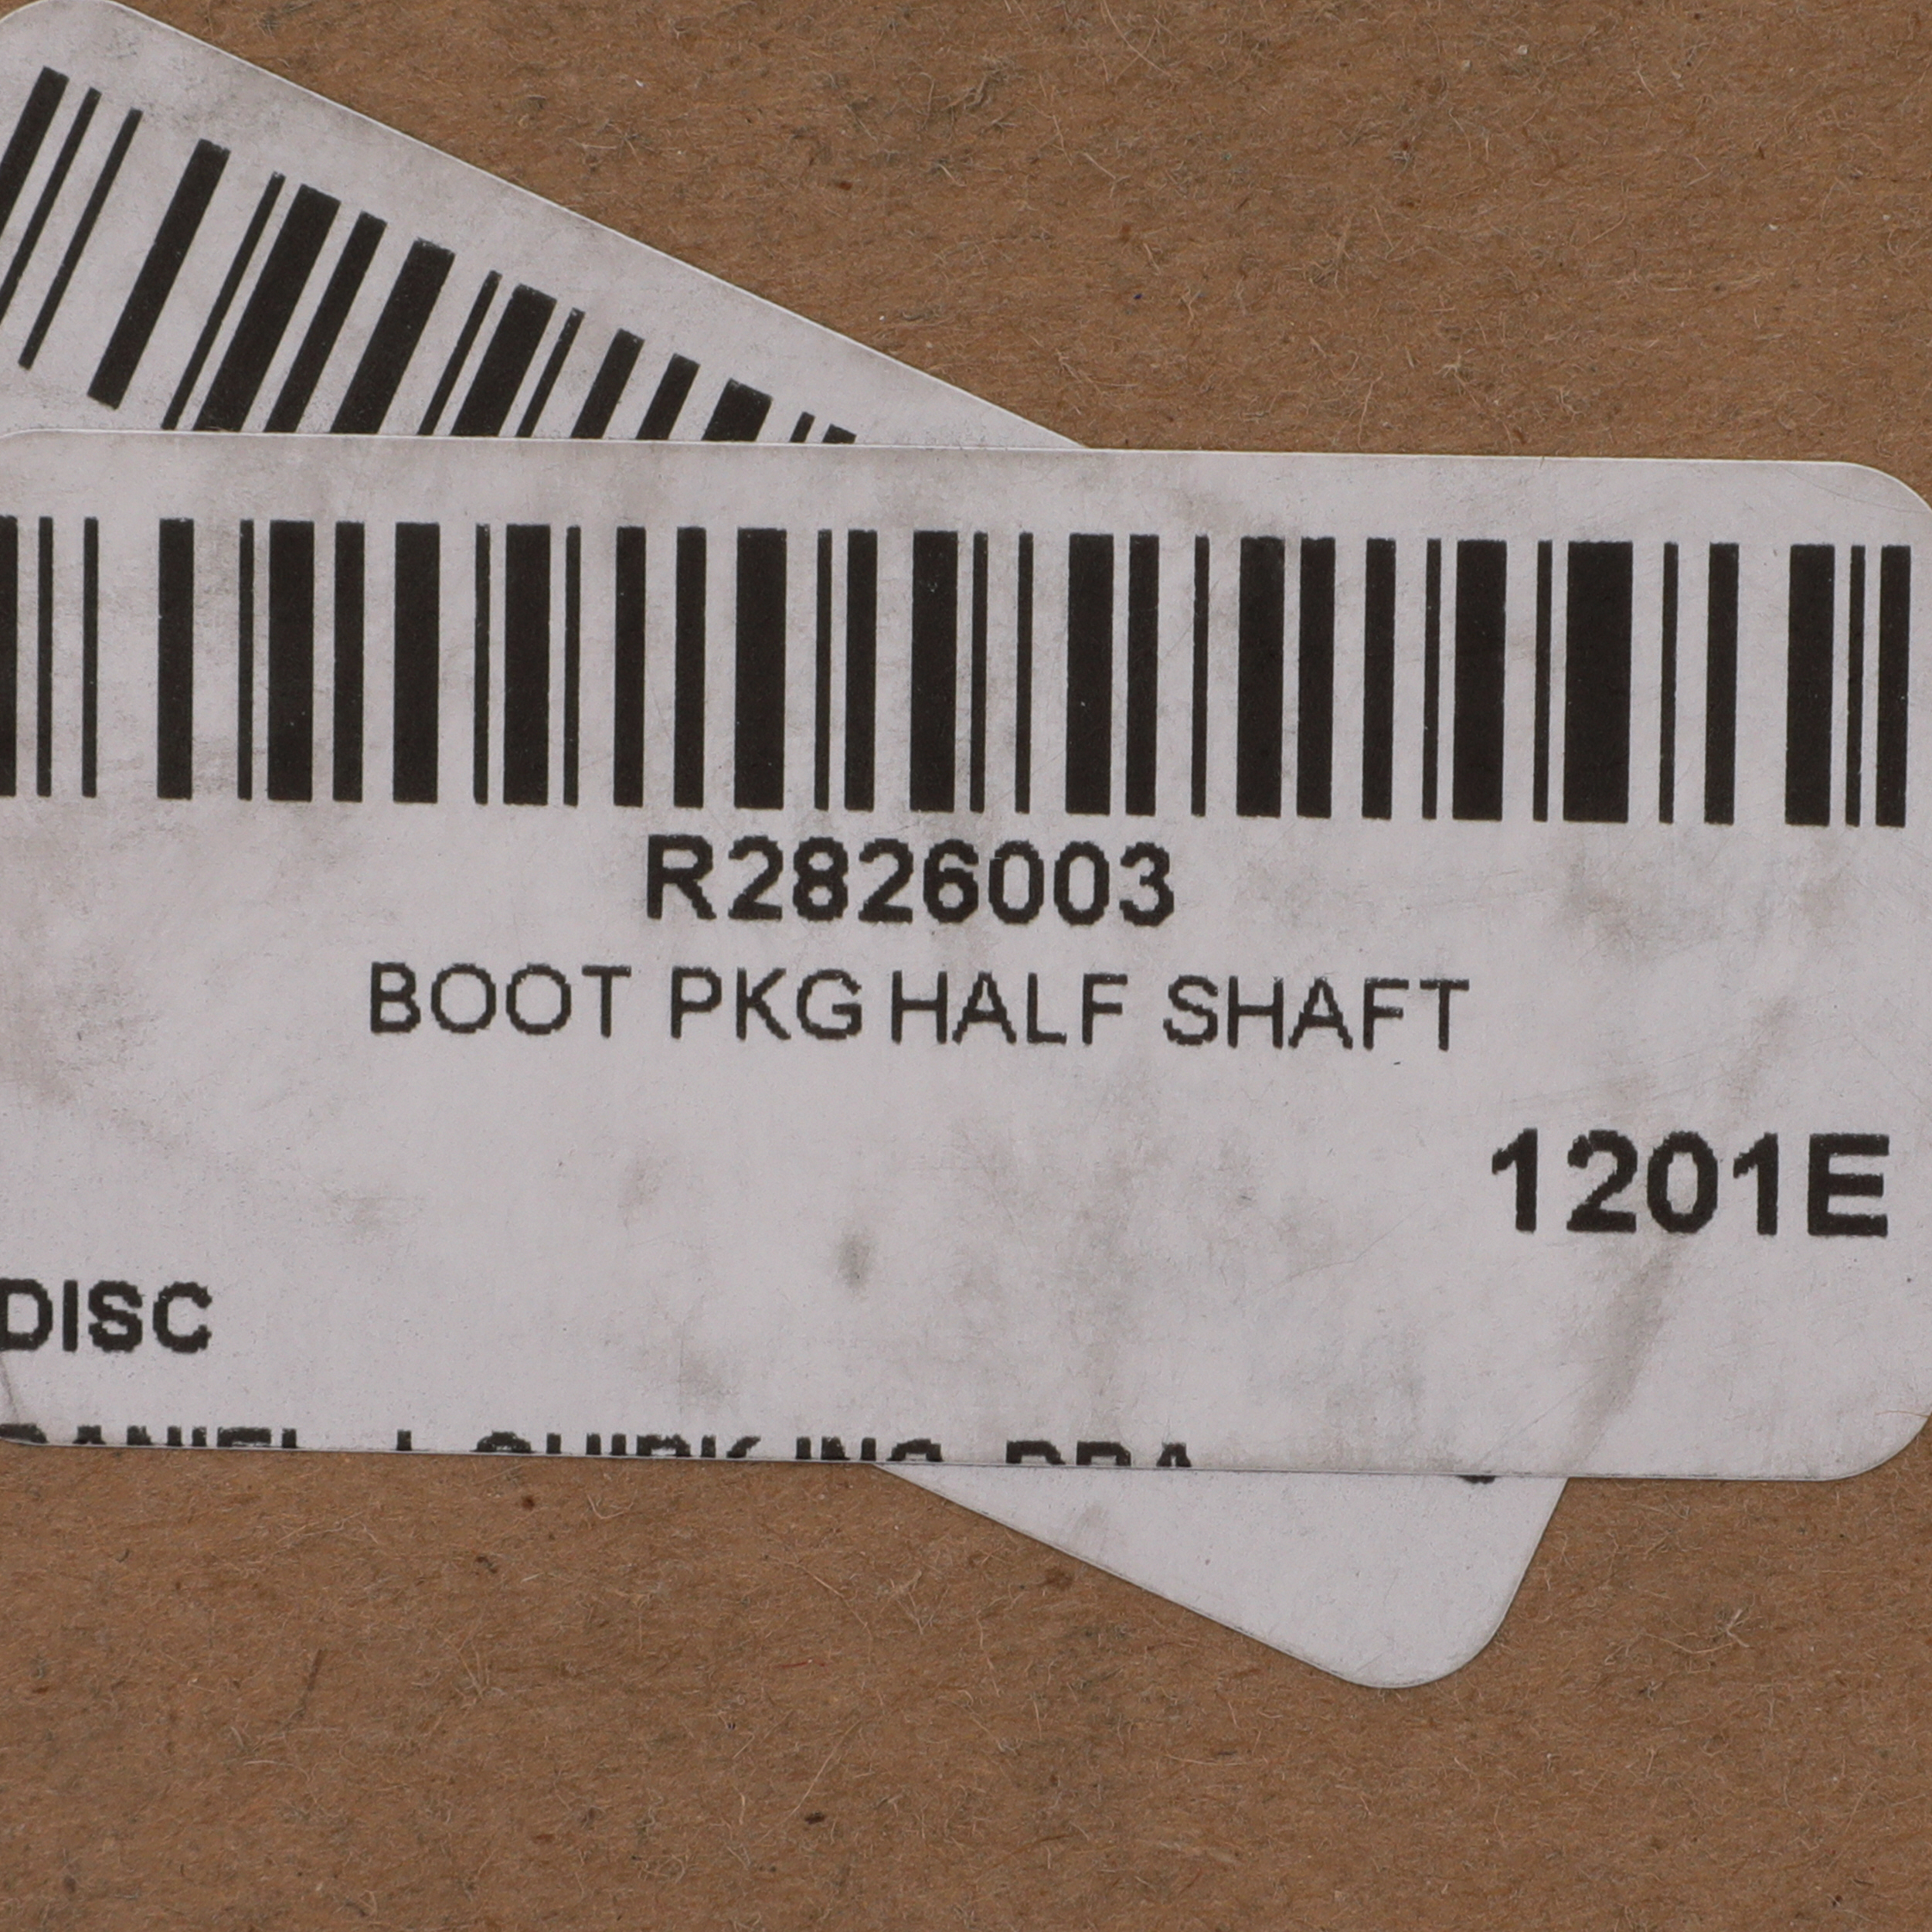 R2826003
BOOT PKG HALF SHAFT
1201E
DISC